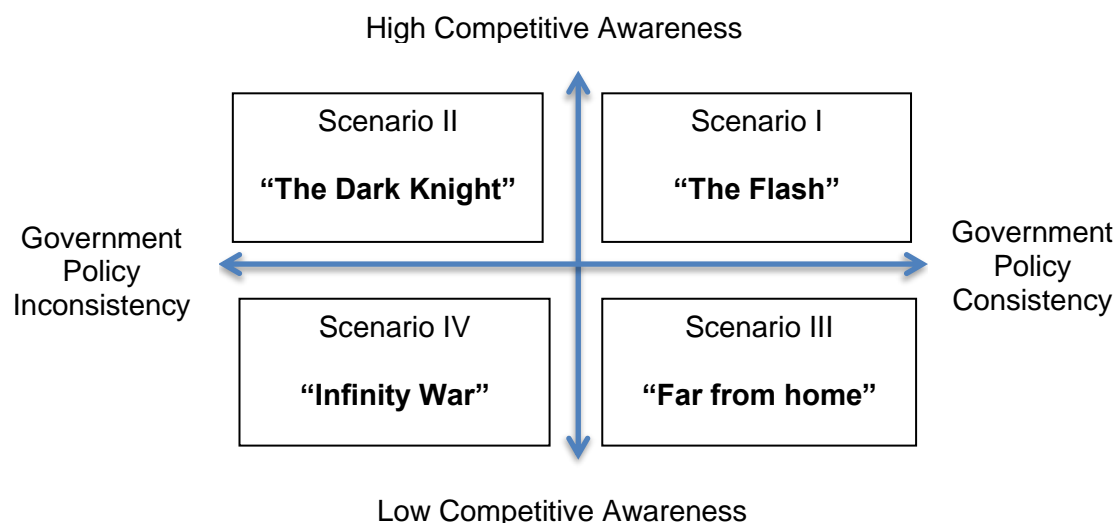 High Competitive Awareness
Scenario II
“The Dark Knight”
Scenario I
“The Flash”
Government
Policy
Inconsistency
Government
Policy
Consistency
Scenario IV
“Infinity War”
Scenario III
“Far from home”
Low Competitive Awareness